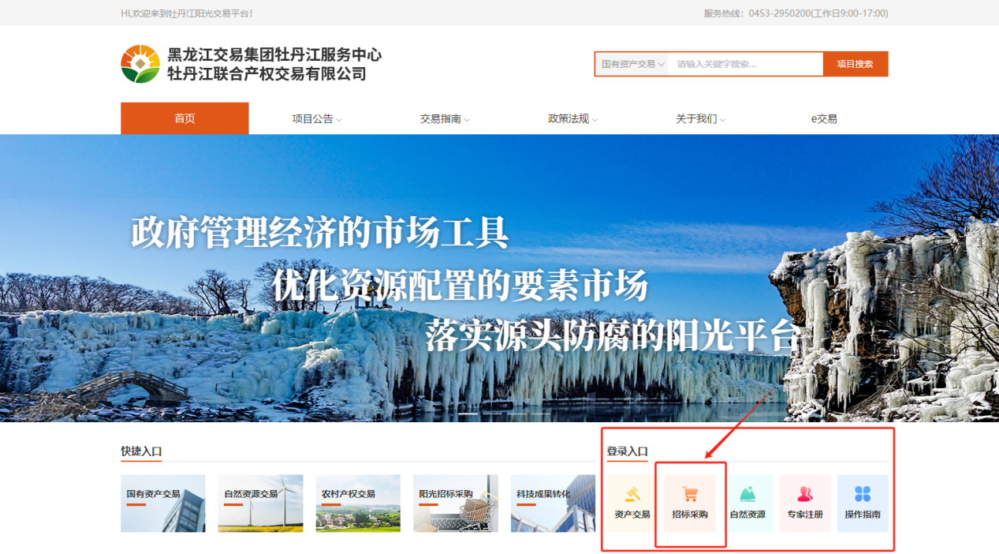 Hi,欢迎来到牡丹江阳光交易平台!
服务热线：0453-2950200(工作日9:00-17:00)
黑龙江交易集团牡丹江服务中心
牡丹江联合产权交易有限公司
国有资产交易
请输入关键字搜索...
项目搜索
首页
项目公告
交易指南
政策法规
关于我们
e交易
政府管理经济的市场工具
优化资源配置的要素市场
落实源头防腐的阳光平台
快捷入口
登录入口
国有资产交易
自然资源交易
农村产权交易
阳光招标采购
科技成果转化
资产交易
招标采购
自然资源
专家注册
操作指南